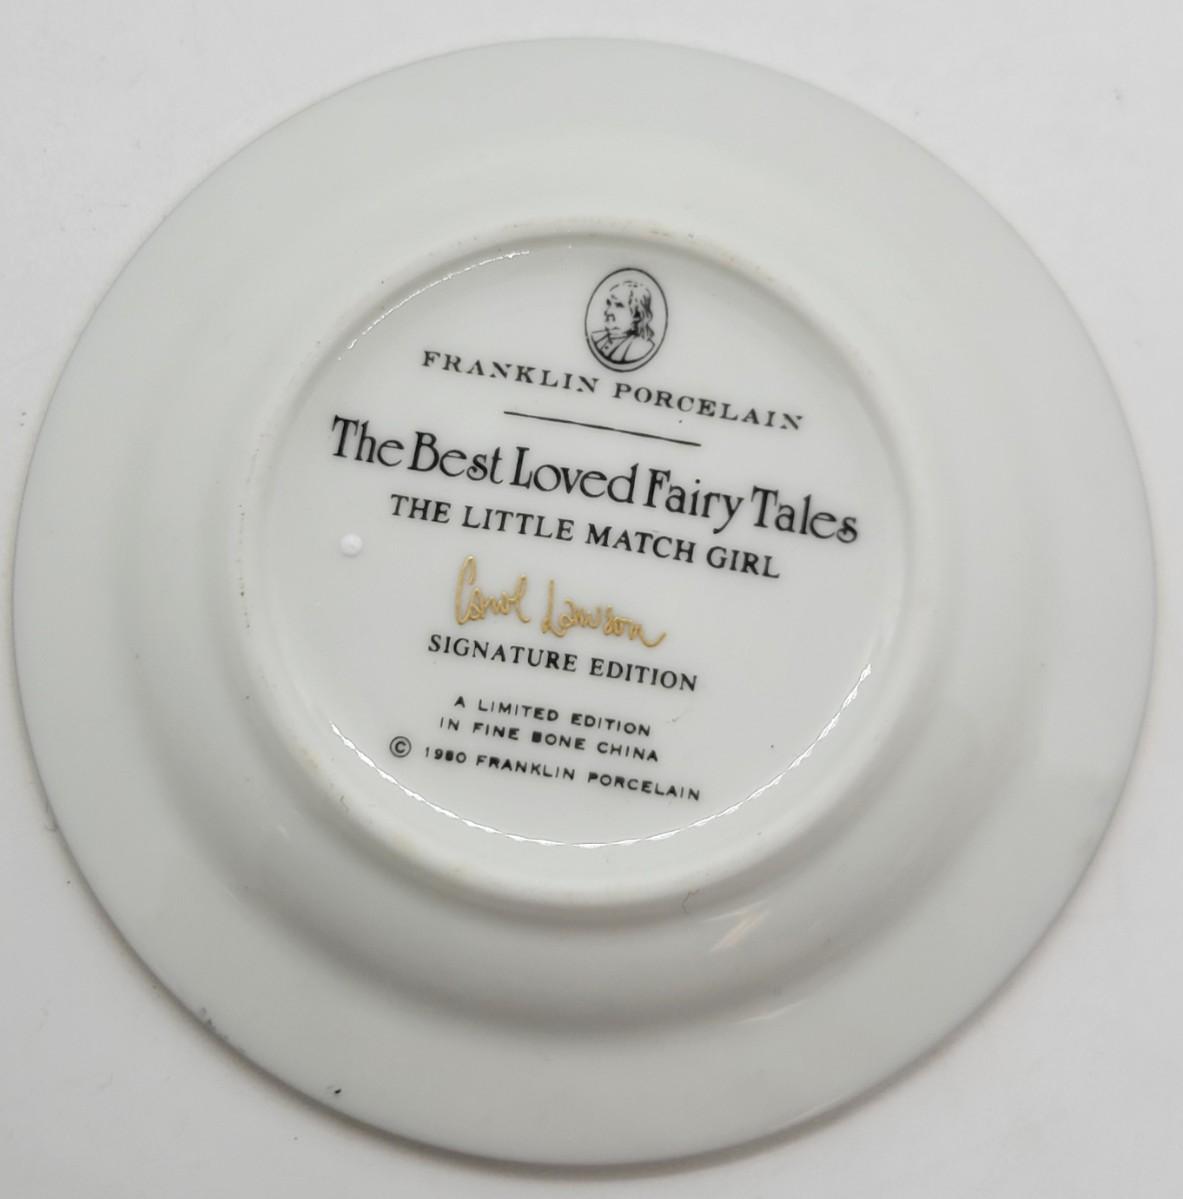 FRANKLIN PORCELAIN
The Best Loved Fairy Tales
THE LITTLE MATCH GIRL
Carol Lawson
SIGNATURE EDITION
A LIMITED EDITION
IN FINE BONE CHINA
© 1980 FRANKLIN PORCELAIN